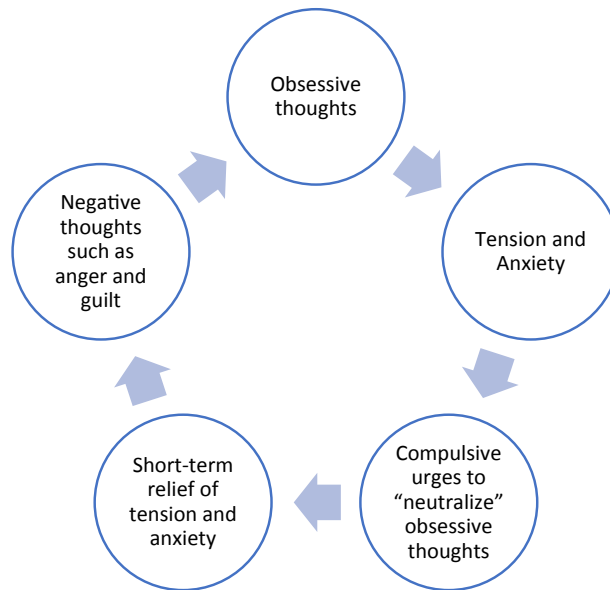 Obsessive
thoughts
Tension and
Anxiety
Compulsive
urges to
“neutralize”
obsessive
thoughts
Short-term
relief of
tension and
anxiety
Negative
thoughts
such as
anger and
guilt